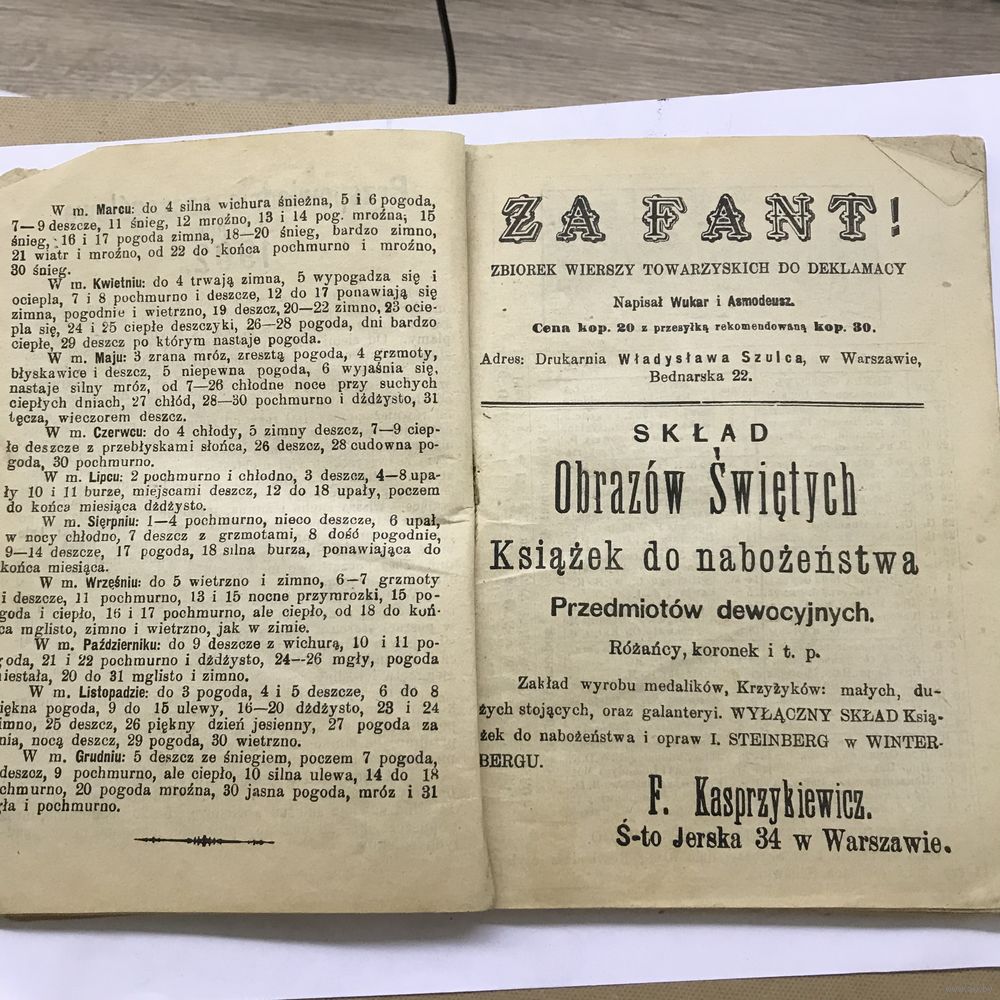 W m. Marcu: do 4 silna wichura śnieżna, 5 i 6 pogoda,
7—9 deszcze, 11 śnieg, 12 mroźno, 13 i 14 pog. mroźna; 15
śnieg, 16 i 17 pogoda zimna, 18—20 śnieg, bardzo zimno,
21 wiatr i mroźno, od 22 do końca pochmurno i mroźno,
30 śnieg.
W m. Kwietniu: do 4 trwają zimna, 5 wypogadza się i
ociepla, 7 i 8 pochmurno i deszcze, 12 do 17 ponawiają się
zimna, pogodnie i wietrzno, 19 deszcz, 20—22 zimno, 23 ocie-
pla się, 24 i 25 ciepłe deszczyki, 26—28 pogoda, dni bardzo
ciepłe, 29 deszcz po którym nastaje pogoda.
W m. Maju: 3 zrana mróz, zresztą pogoda, 4 grzmoty,
błyskawice i deszcz, 5 niepewna pogoda, 6 wyjaśnia się,
nastaje silny mróz, od 7—26 chłodne noce przy suchych
ciepłych dniach, 27 chłód, 28—30 pochmurno i dżdżysto, 31
tęcza, wieczorem deszcz.
W m. Czerwcu: do 4 chłody, 5 zimny deszcz, 7—9 ciep-
łe deszcze z przebłyskami słońca, 26 deszcz, 28 cudowna po-
goda, 30 pochmurno.
W m. Lipcu: 2 pochmurno i chłodno, 3 deszcz, 4—8 upa-
ły 10 i 11 burze, miejscami deszcz, 12 do 18 upały, poczem
do końca miesiąca dżdżysto.
W m. Sięrpniu: 1—4 pochmurno, nieco deszcze, 6 upał,
w nocy chłodno, 7 deszcz z grzmotami, 8 dość pogodnie,
9—14 deszcze, 17 pogoda, 18 silna burza, ponawiająca do
końca miesiąca.
W m. Wrzęśniu: do 5 wietrzno i zimno, 6—7 grzmoty
i deszcze, 11 pochmurno, 13 i 15 nocne przymrozki, 15 po-
goda i ciepło, 16 i 17 pochmurno, ale ciepło, od 18 do koń-
ca mglisto, zimno i wietrzno, jak w zimie.
W m. Październiku: do 9 deszcze z wichurą, 10 i 11 po-
goda, 21 i 22 pochmurno i dżdżysto, 24—26 mgły, pogoda
niestała, 20 do 31 mglisto i zimno.
W m. Listopadzie: do 3 pogoda, 4 i 5 deszcze, 6 do 8
piękna pogoda, 9 do 15 ulewy, 16—20 dżdżysto, 23 i 24
zimno, 25 deszcz, 26 piękny dzień jesienny, 27 pogoda za
dnia, nocą deszcz, 29 pogoda, 30 wietrzno.
W m. Grudniu: 5 deszcz ze śniegiem, poczem 7 pogoda,
deszcz, 9 pochmurno, ale ciepło, 10 silna ulewa, 14 do 18
chmurno, 20 pogoda mroźna, 30 jasna pogoda, mróz i 31
gła i pochmurno.
ZA FANT!
ZBIOREK WIERSZY TOWARZYSKICH DO DEKLAMACY
Napisał Wukar i Asmodeusz.
Cena kop. 20 z przesyłką rekomendowaną kop. 30.
Adres: Drukarnia Władysława Szulca, w Warszawie,
Bednarska 22.
SKŁAD
Obrazów Świętych
Książek do nabożeństwa
Przedmiotów dewocyjnych.
Różańcy, koronek i t. p.
Zakład wyrobu medalików, Krzyżyków: małych, du-
żych stojących, oraz galanteryi. WYŁĄCZNY SKŁAD Ksią-
żek do nabożeństwa i opraw I. STEINBERG w WINTER-
BERGU.
F. Kasprzykiewicz.
Ś-to Jerska 34 w Warszawie.